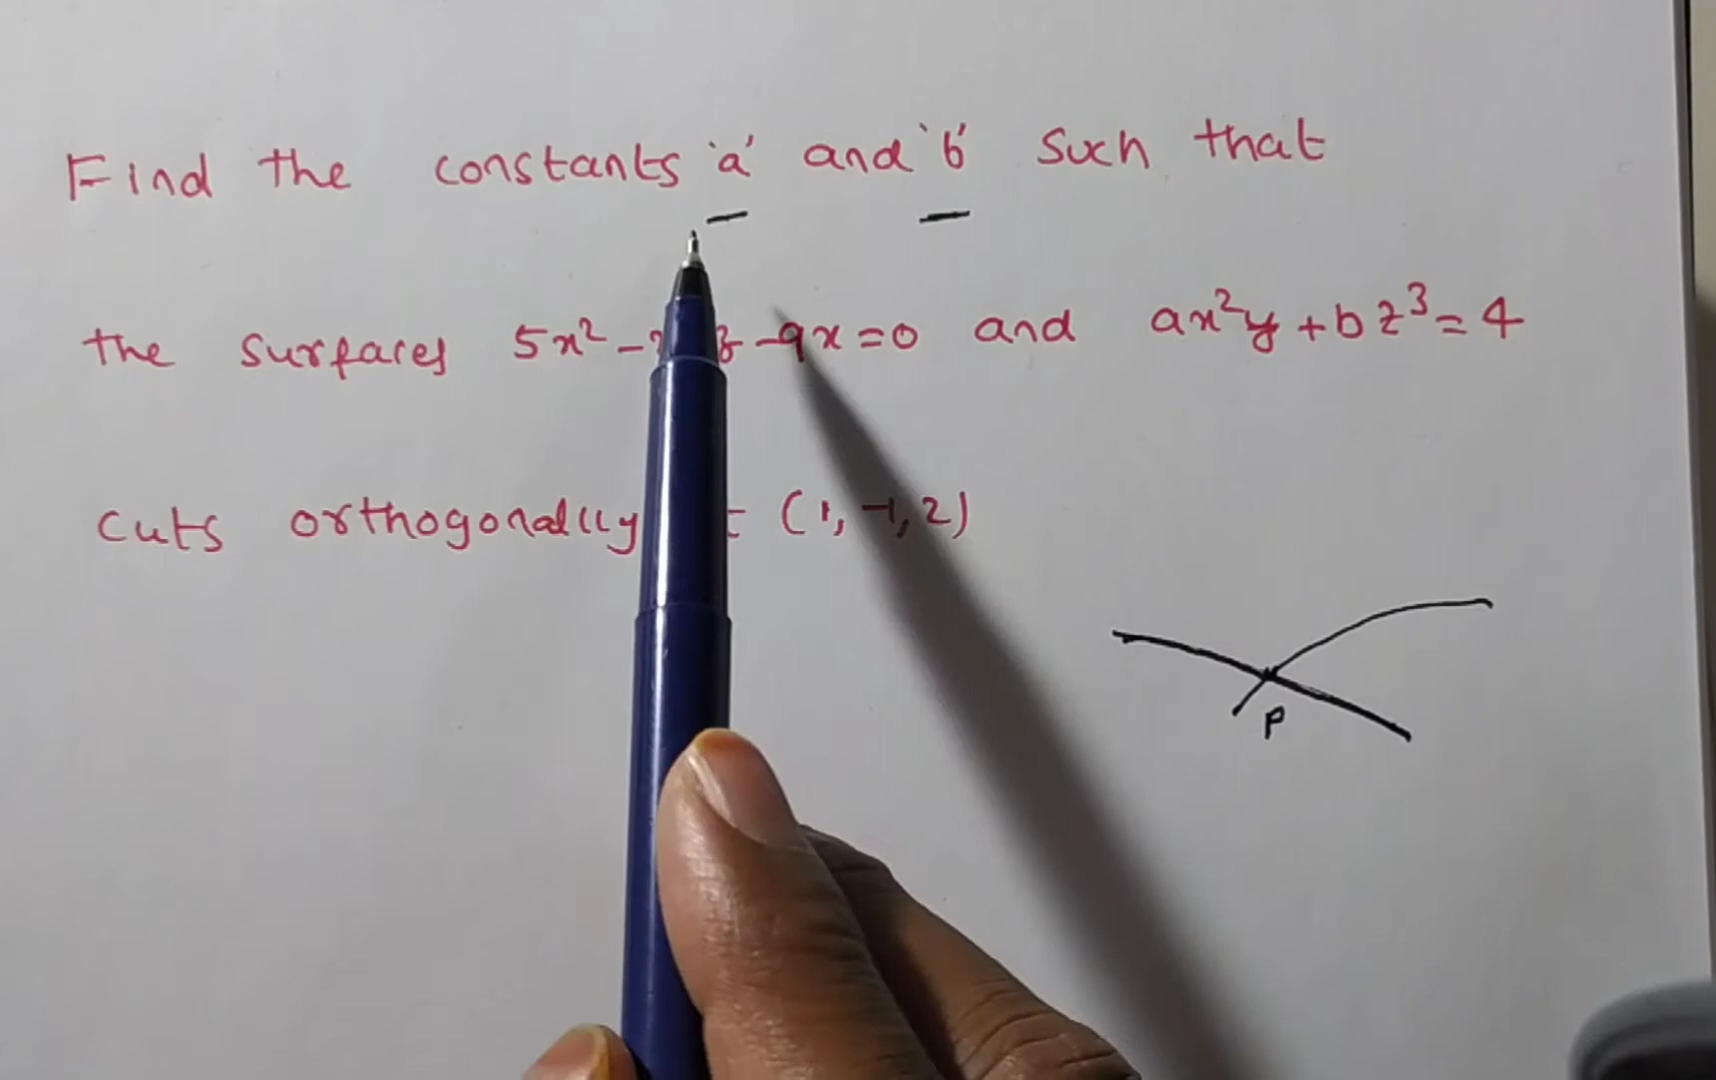 Find the constants 'a' and 'b' such that
the surfaces 5x² - -9x=0 and ax²y+bz³=4
cuts orthogonally (1,-1,2)
P